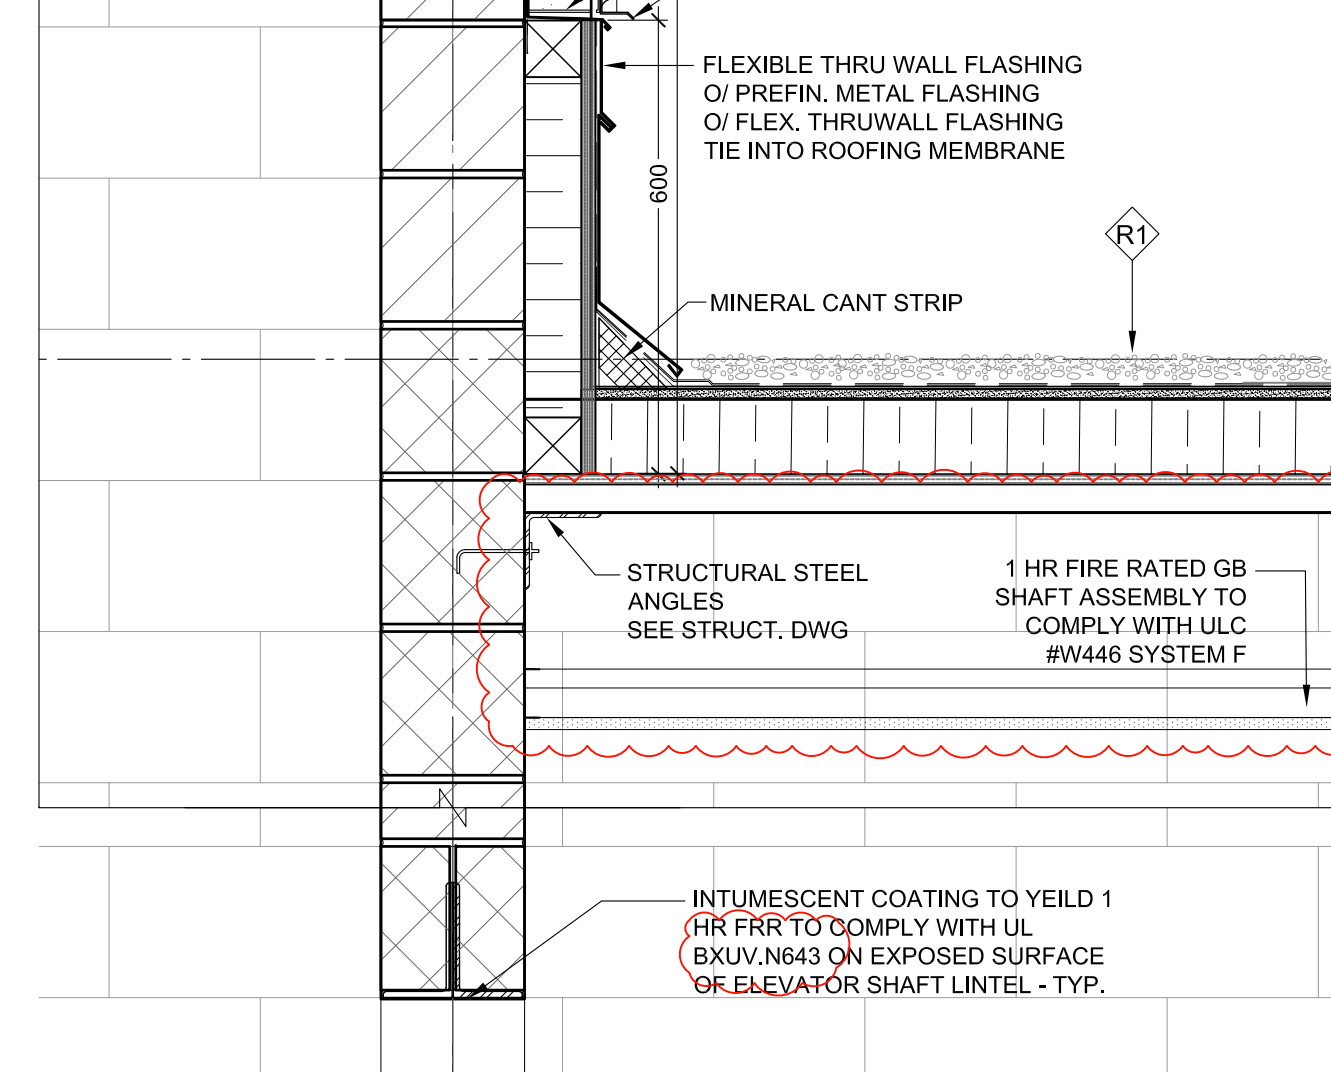 FLEXIBLE THRU WALL FLASHING
O/ PREFIN. METAL FLASHING
O/ FLEX. THRUWALL FLASHING
TIE INTO ROOFING MEMBRANE
600
R1
MINERAL CANT STRIP
STRUCTURAL STEEL
ANGLES
SEE STRUCT. DWG
1 HR FIRE RATED GB
SHAFT ASSEMBLY TO
COMPLY WITH ULC
#W446 SYSTEM F
INTUMESCENT COATING TO YEILD 1
HR FRR TO COMPLY WITH UL
BXUV.N643 ON EXPOSED SURFACE
OF ELEVATOR SHAFT LINTEL - TYP.